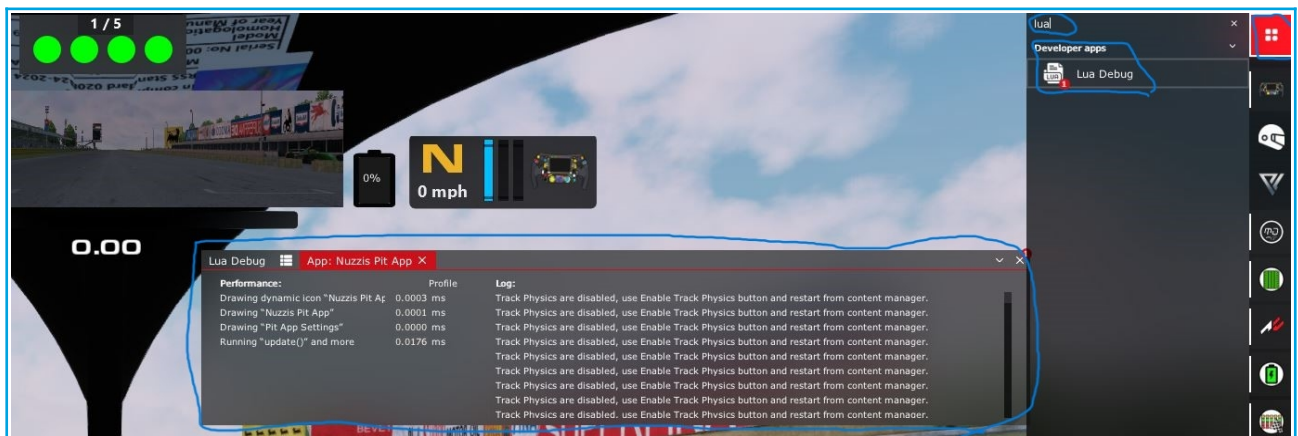 1 / 5
0%
N
0 mph
0.00
lua
Developer apps
LUA
Lua Debug
Lua Debug
App: Nuzzis Pit App
Performance:
Profile
Drawing dynamic icon "Nuzzis Pit Ap
0.0003 ms
Drawing "Nuzzis Pit App"
0.0001 ms
Drawing "Pit App Settings"
0.0000 ms
Running "update()" and more
0.0176 ms
Log:
Track Physics are disabled, use Enable Track Physics button and restart from content manager.
Track Physics are disabled, use Enable Track Physics button and restart from content manager.
Track Physics are disabled, use Enable Track Physics button and restart from content manager.
Track Physics are disabled, use Enable Track Physics button and restart from content manager.
Track Physics are disabled, use Enable Track Physics button and restart from content manager.
Track Physics are disabled, use Enable Track Physics button and restart from content manager.
Track Physics are disabled, use Enable Track Physics button and restart from content manager.
Track Physics are disabled, use Enable Track Physics button and restart from content manager.
Track Physics are disabled. use Enable Track Physics button and restart from content manager.